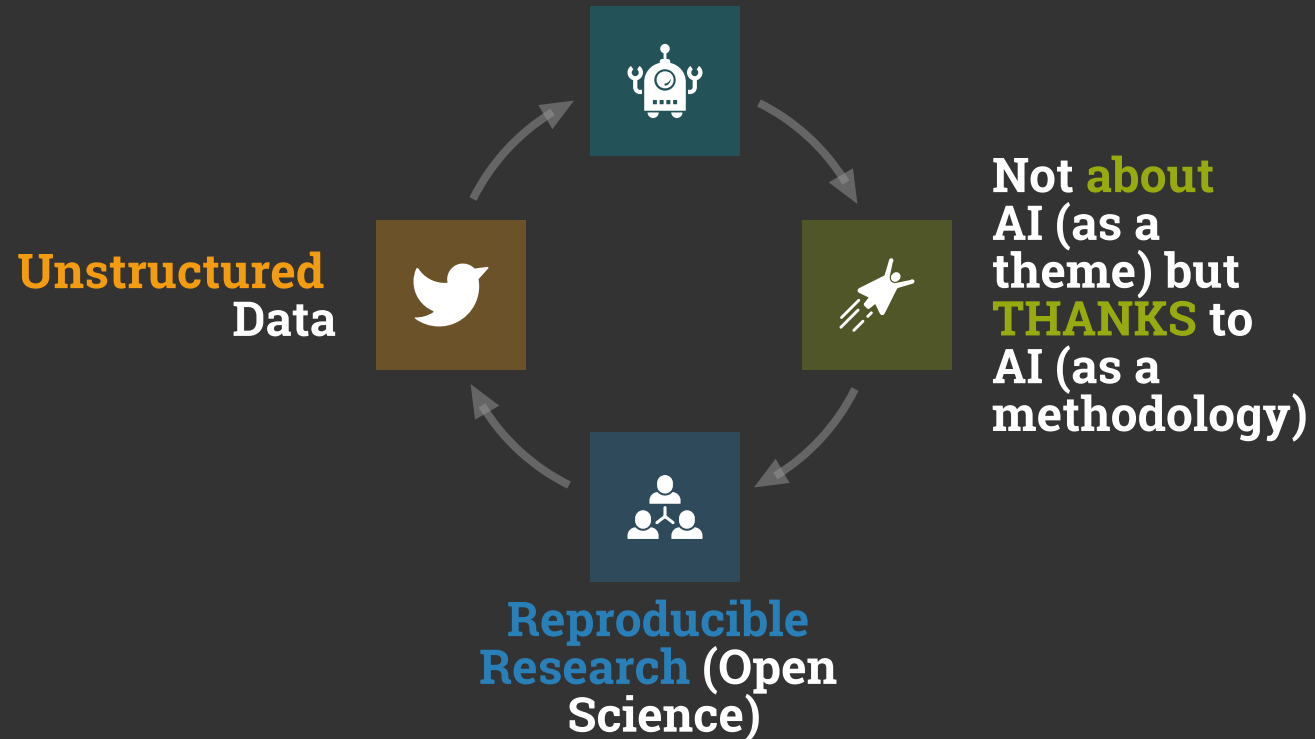 Unstructured
Data
Not about
AI (as a
theme) but
THANKS to
AI (as a
methodology)
Reproducible
Research (Open
Science)